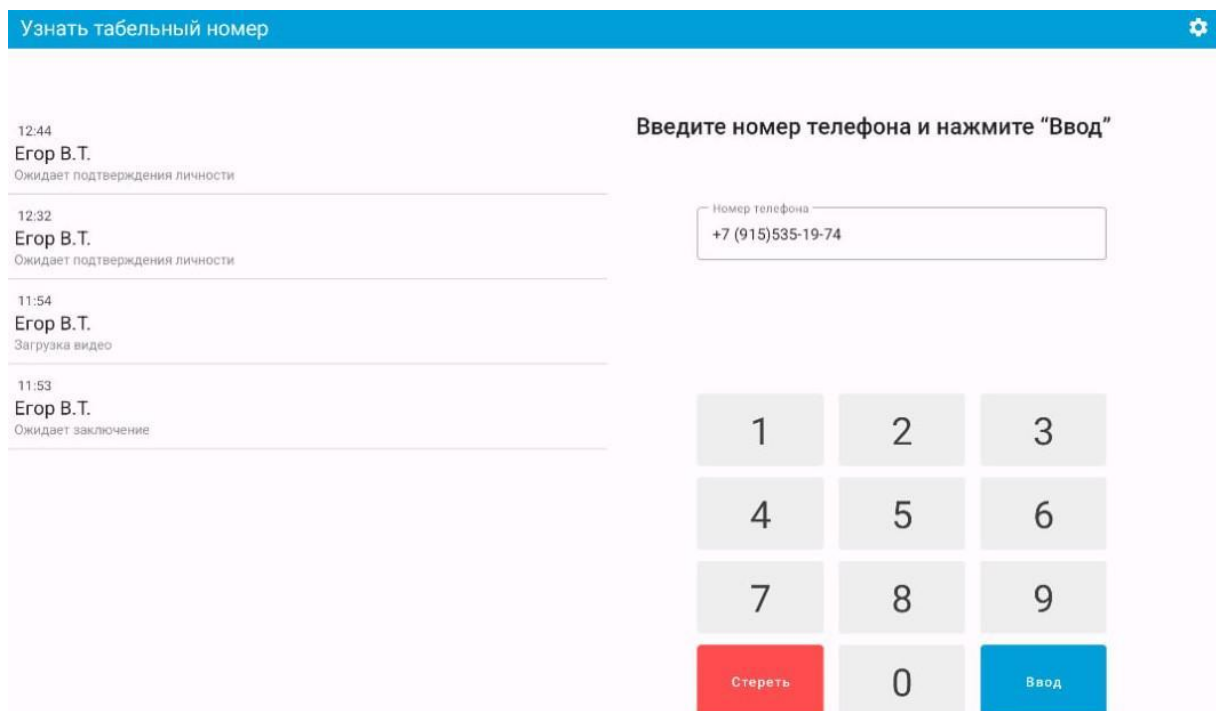 Узнать табельный номер
12:44
Егор В.Т.
Ожидает подтверждения личности
12:32
Егор В.Т.
Ожидает подтверждения личности
11:54
Егор В.Т.
Загрузка видео
11:53
Егор В.Т.
Ожидает заключение
Введите номер телефона и нажмите “Ввод”
Номер телефона
+7 (915)535-19-74
1 2 3
4 5 6
7 8 9
Стереть 0 Ввод